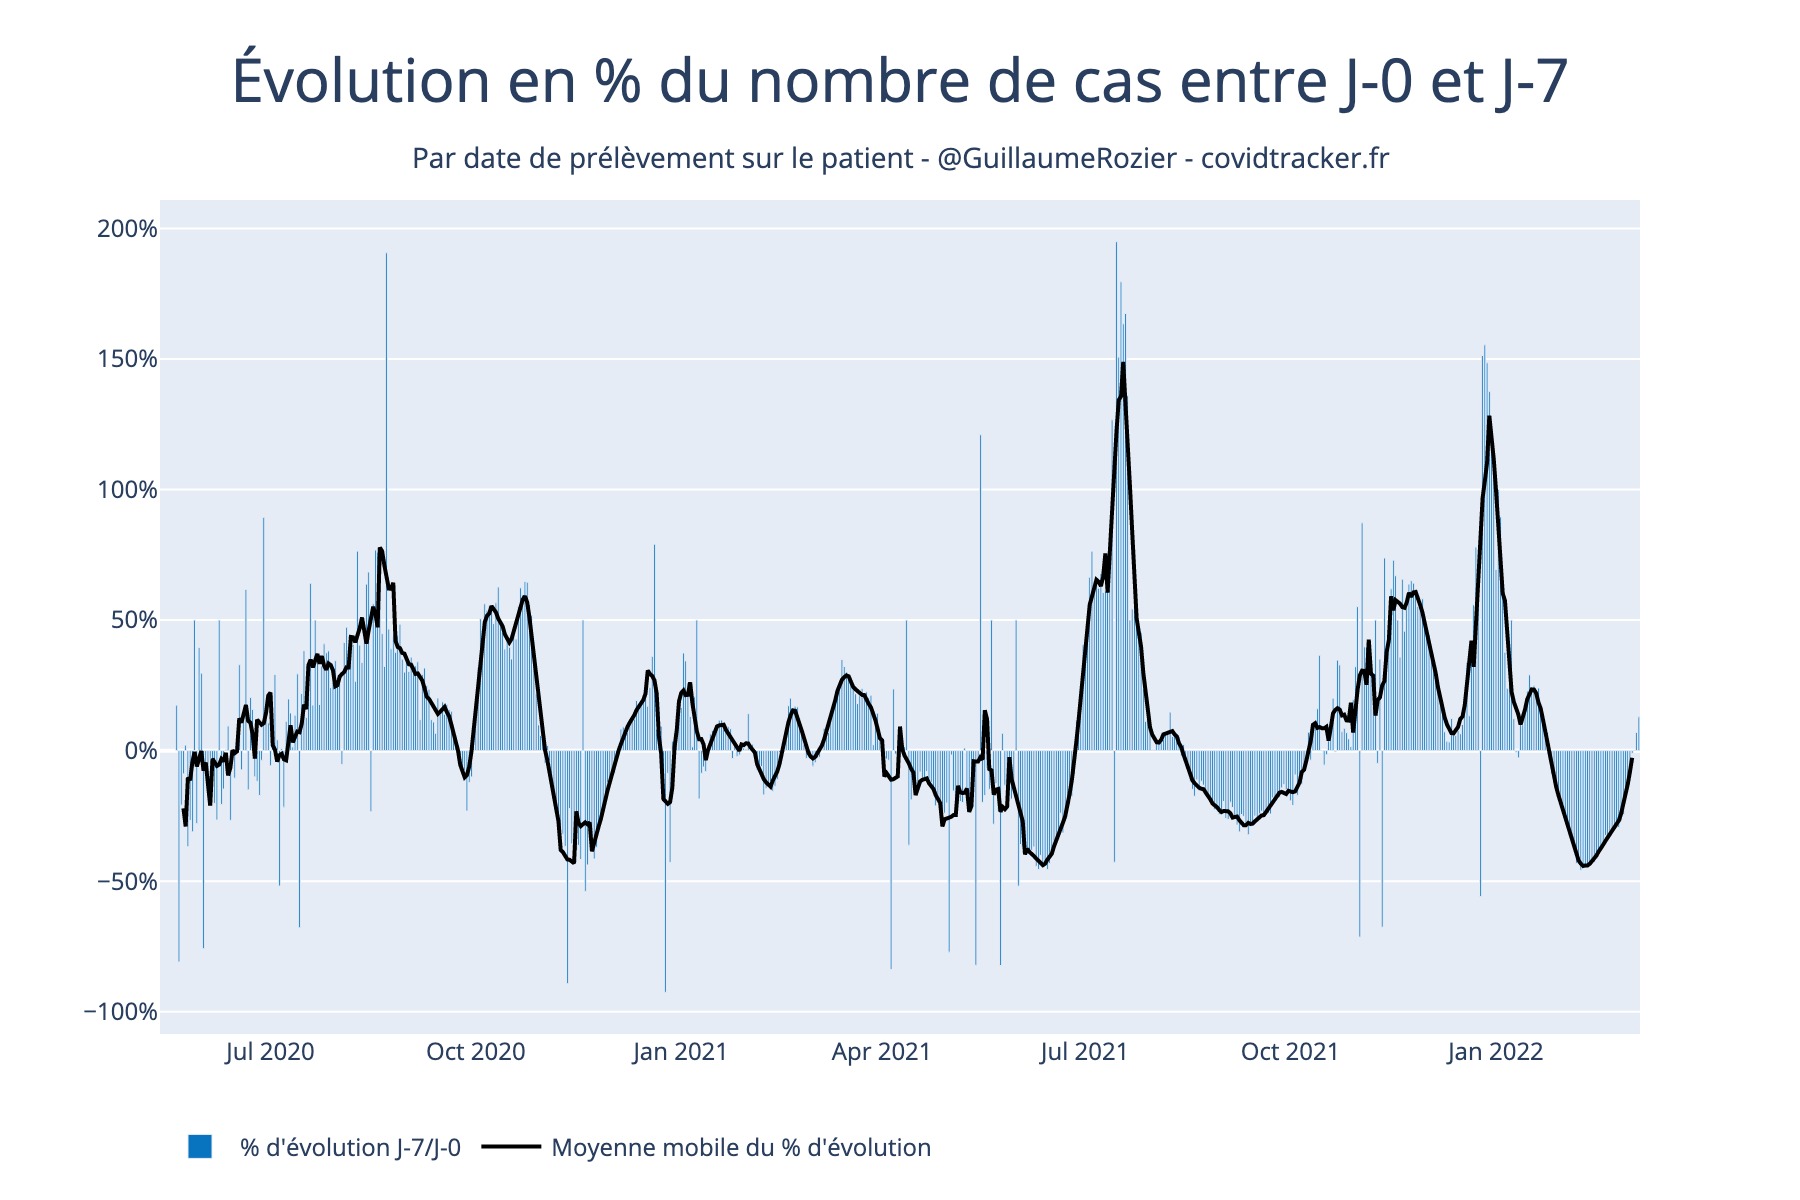 Évolution en % du nombre de cas entre J-0 et J-7
Par date de prélèvement sur le patient - @GuillaumeRozier - covidtracker.fr
200%
150%
100%
50%
0%
−50%
−100%
Jul 2020 Oct 2020 Jan 2021 Apr 2021 Jul 2021 Oct 2021 Jan 2022
% d'évolution J-7/J-0 Moyenne mobile du % d'évolution